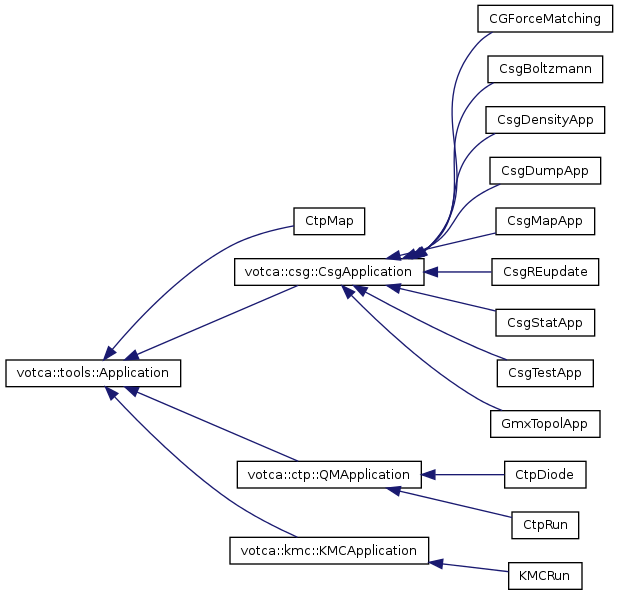 CGForceMatching
CsgBoltzmann
CsgDensityApp
CsgDumpApp
CtpMap
CsgMapApp
votca::csg::CsgApplication
CsgREupdate
CsgStatApp
votca::tools::Application
CsgTestApp
GmxTopolApp
votca::ctp::QMApplication
CtpDiode
CtpRun
votca::kmc::KMCApplication
KMCRun